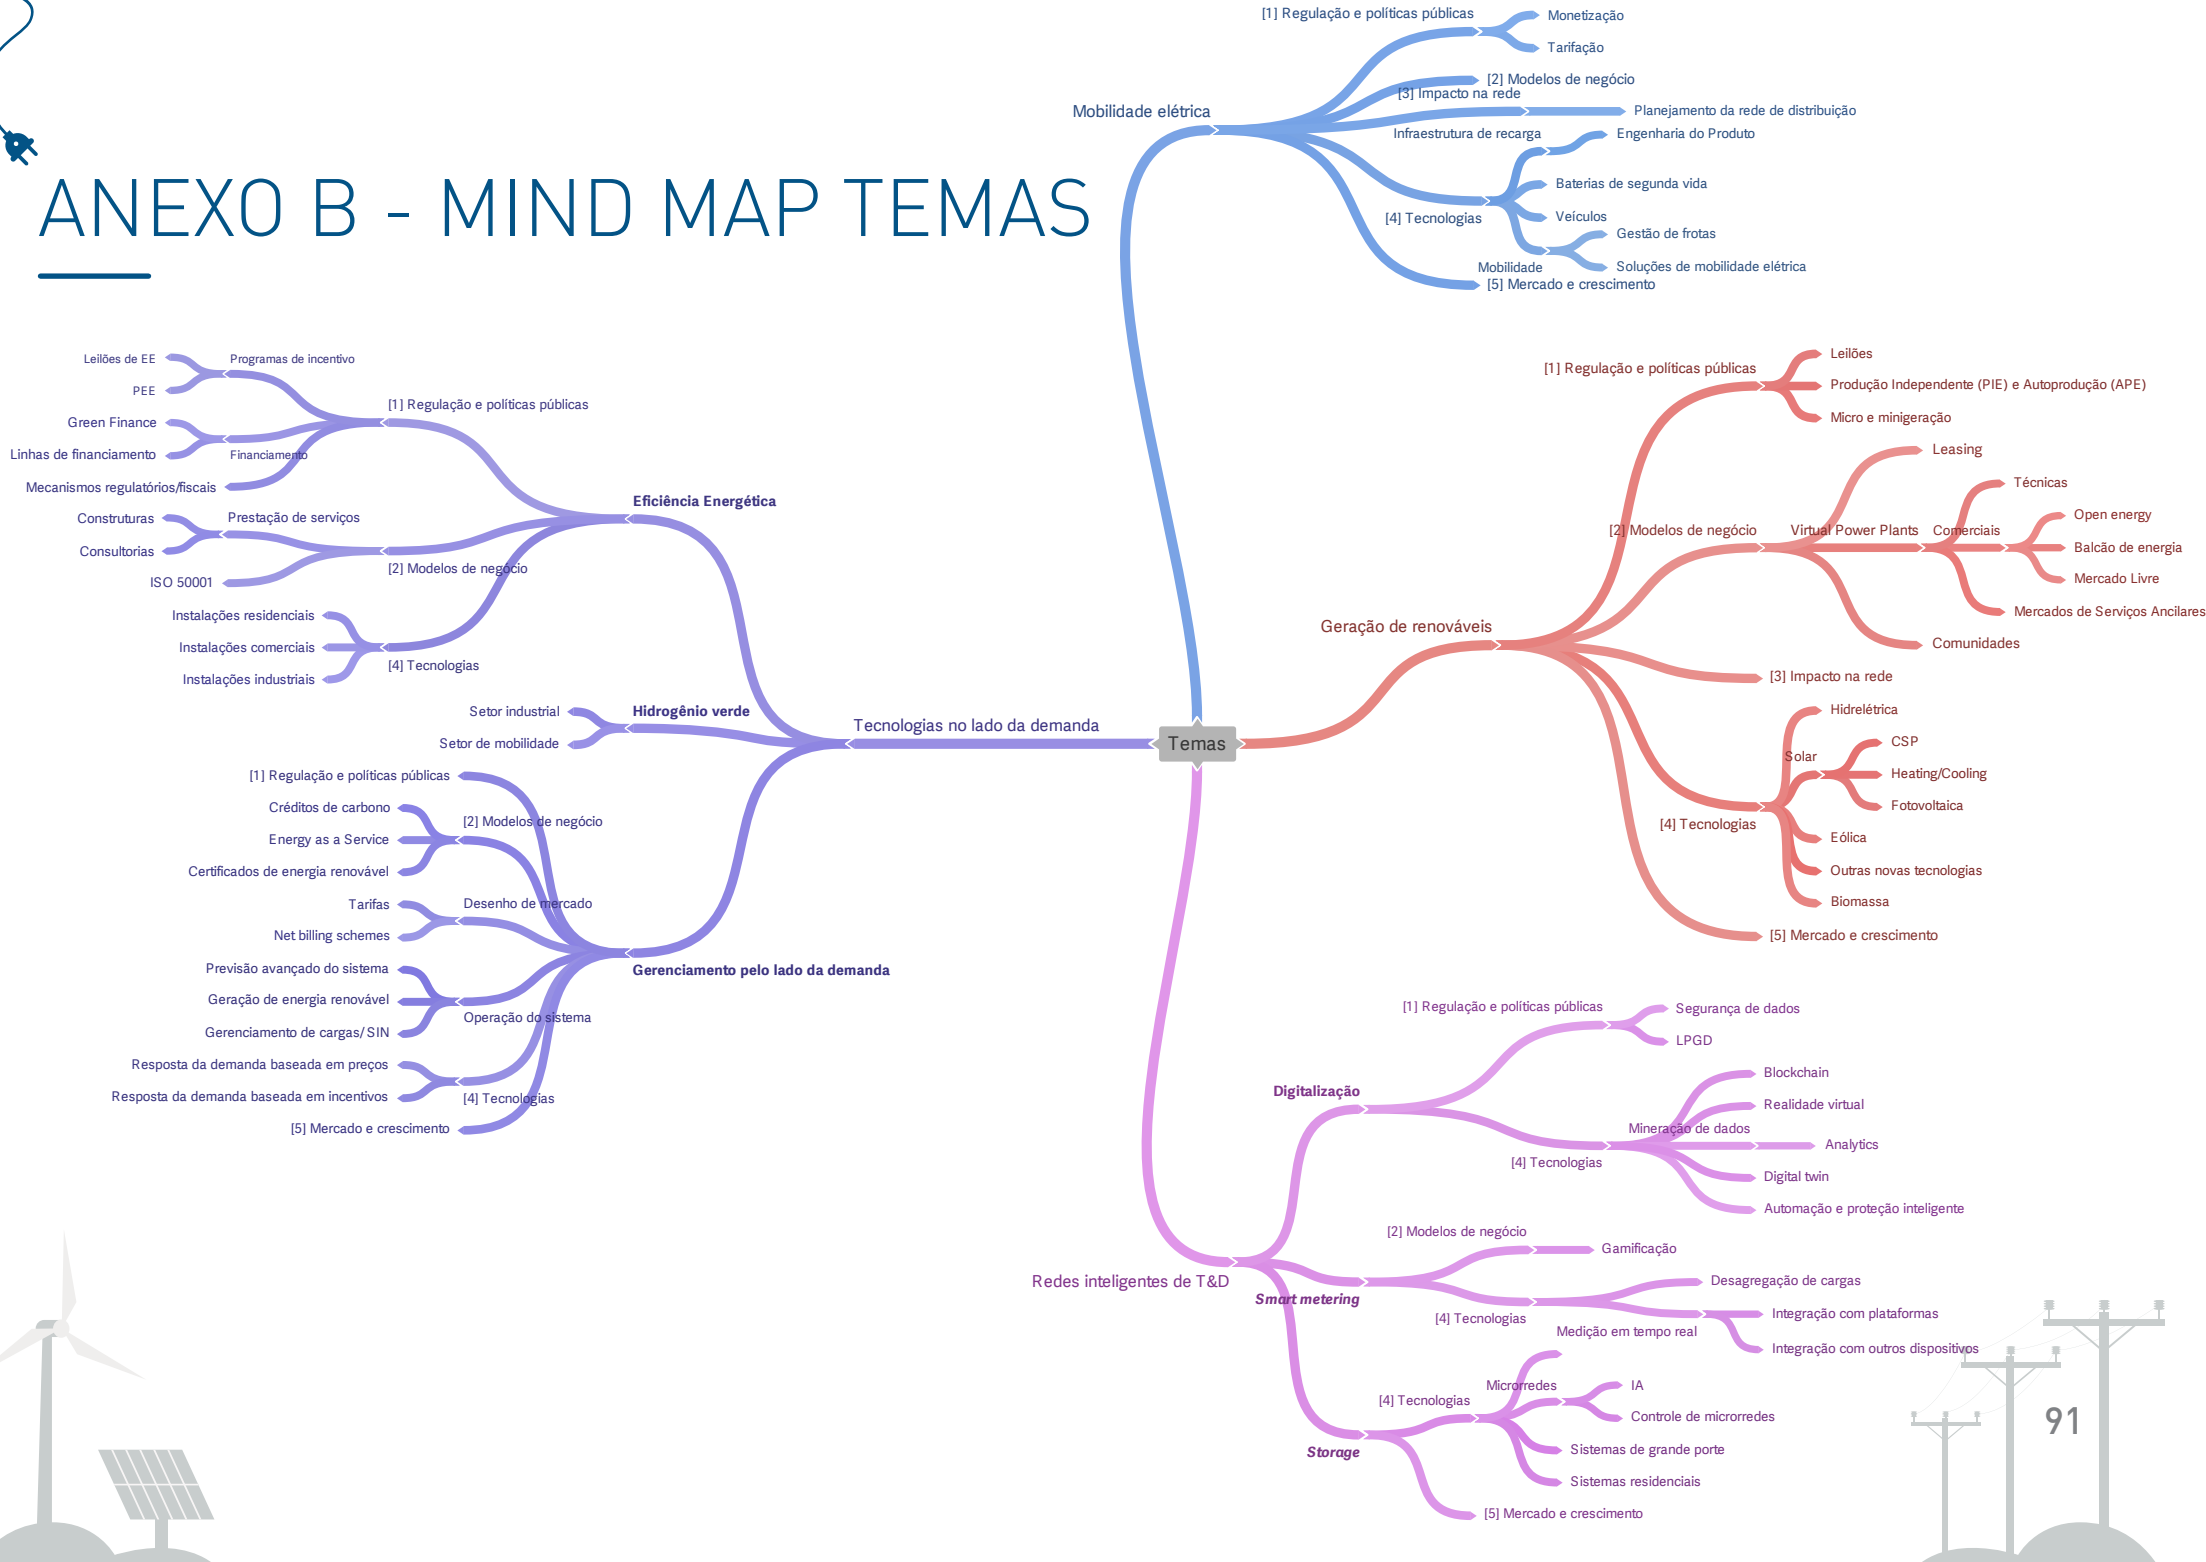 ANEXO B - MIND MAP TEMAS
Temas
Mobilidade elétrica
[1] Regulação e políticas públicas
Monetização
Tarifação
[2] Modelos de negócio
[3] Impacto na rede
Planejamento da rede de distribuição
Infraestrutura de recarga
Engenharia do Produto
Baterias de segunda vida
Veículos
[4] Tecnologias
Gestão de frotas
Mobilidade
Soluções de mobilidade elétrica
[5] Mercado e crescimento
Geração de renováveis
[1] Regulação e políticas públicas
Leilões
Produção Independente (PIE) e Autoprodução (APE)
Micro e minigeração
[2] Modelos de negócio
Leasing
Virtual Power Plants
Técnicas
Comerciais
Open energy
Balcão de energia
Mercado Livre
Mercados de Serviços Ancilares
Comunidades
[3] Impacto na rede
[4] Tecnologias
Hidrelétrica
Solar
CSP
Heating/Cooling
Fotovoltaica
Eólica
Outras novas tecnologias
Biomassa
[5] Mercado e crescimento
Tecnologias no lado da demanda
Eficiência Energética
[1] Regulação e políticas públicas
Programas de incentivo
Leilões de EE
PEE
Green Finance
Linhas de financiamento
Financiamento
Mecanismos regulatórios/fiscais
Prestação de serviços
Construturas
Consultorias
[2] Modelos de negócio
ISO 50001
Instalações residenciais
Instalações comerciais
Instalações industriais
[4] Tecnologias
Hidrogênio verde
Setor industrial
Setor de mobilidade
Gerenciamento pelo lado da demanda
[1] Regulação e políticas públicas
Créditos de carbono
[2] Modelos de negócio
Energy as a Service
Certificados de energia renovável
Tarifas
Desenho de mercado
Net billing schemes
Previsão avançado do sistema
Geração de energia renovável
Operação do sistema
Gerenciamento de cargas/ SIN
Resposta da demanda baseada em preços
Resposta da demanda baseada em incentivos
[4] Tecnologias
[5] Mercado e crescimento
Redes inteligentes de T&D
Digitalização
[1] Regulação e políticas públicas
Segurança de dados
LPGD
[4] Tecnologias
Blockchain
Realidade virtual
Mineração de dados
Analytics
Digital twin
Automação e proteção inteligente
Smart metering
[2] Modelos de negócio
Gamificação
[4] Tecnologias
Desagregação de cargas
Medição em tempo real
Integração com plataformas
Integração com outros dispositivos
Storage
[4] Tecnologias
Microrredes
IA
Controle de microrredes
Sistemas de grande porte
Sistemas residenciais
[5] Mercado e crescimento
91